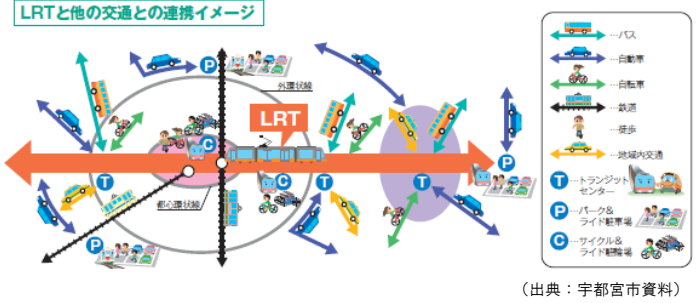 LRTと他の交通との連携イメージ
P
外環状線
LRT
C
T
都心環状線
C
T
T
P
P
…バス
…自動車
…自転車
…鉄道
…徒歩
…地域内交通
T…トランジットセンター
P…パーク&
ライド駐車場
C…サイクル&
ライド駐輪場
(出典:宇都宮市資料)